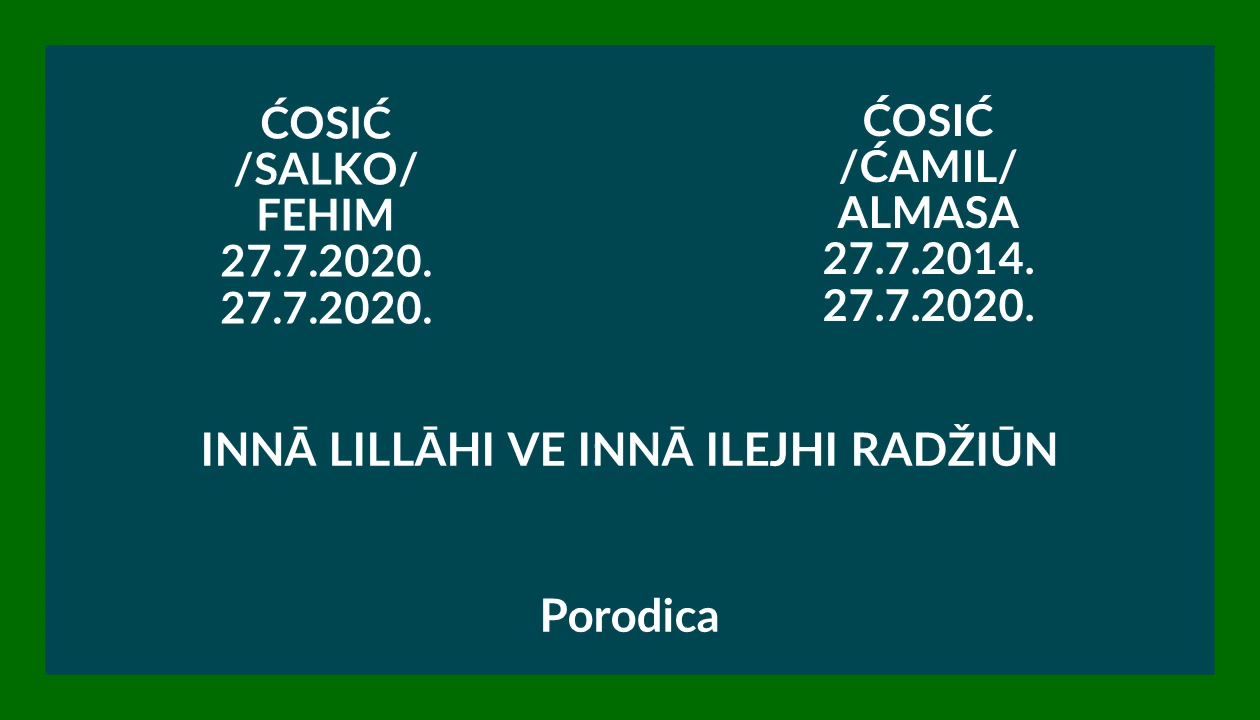 ĆOSIĆ
/SALKO/
FEHIM
27.7.2020.
27.7.2020.
ĆOSIĆ
/ĆAMIL/
ALMASA
27.7.2014.
27.7.2020.
INNĀ LILLĀHI VE INNĀ ILEJHI RADŽIŪN
Porodica